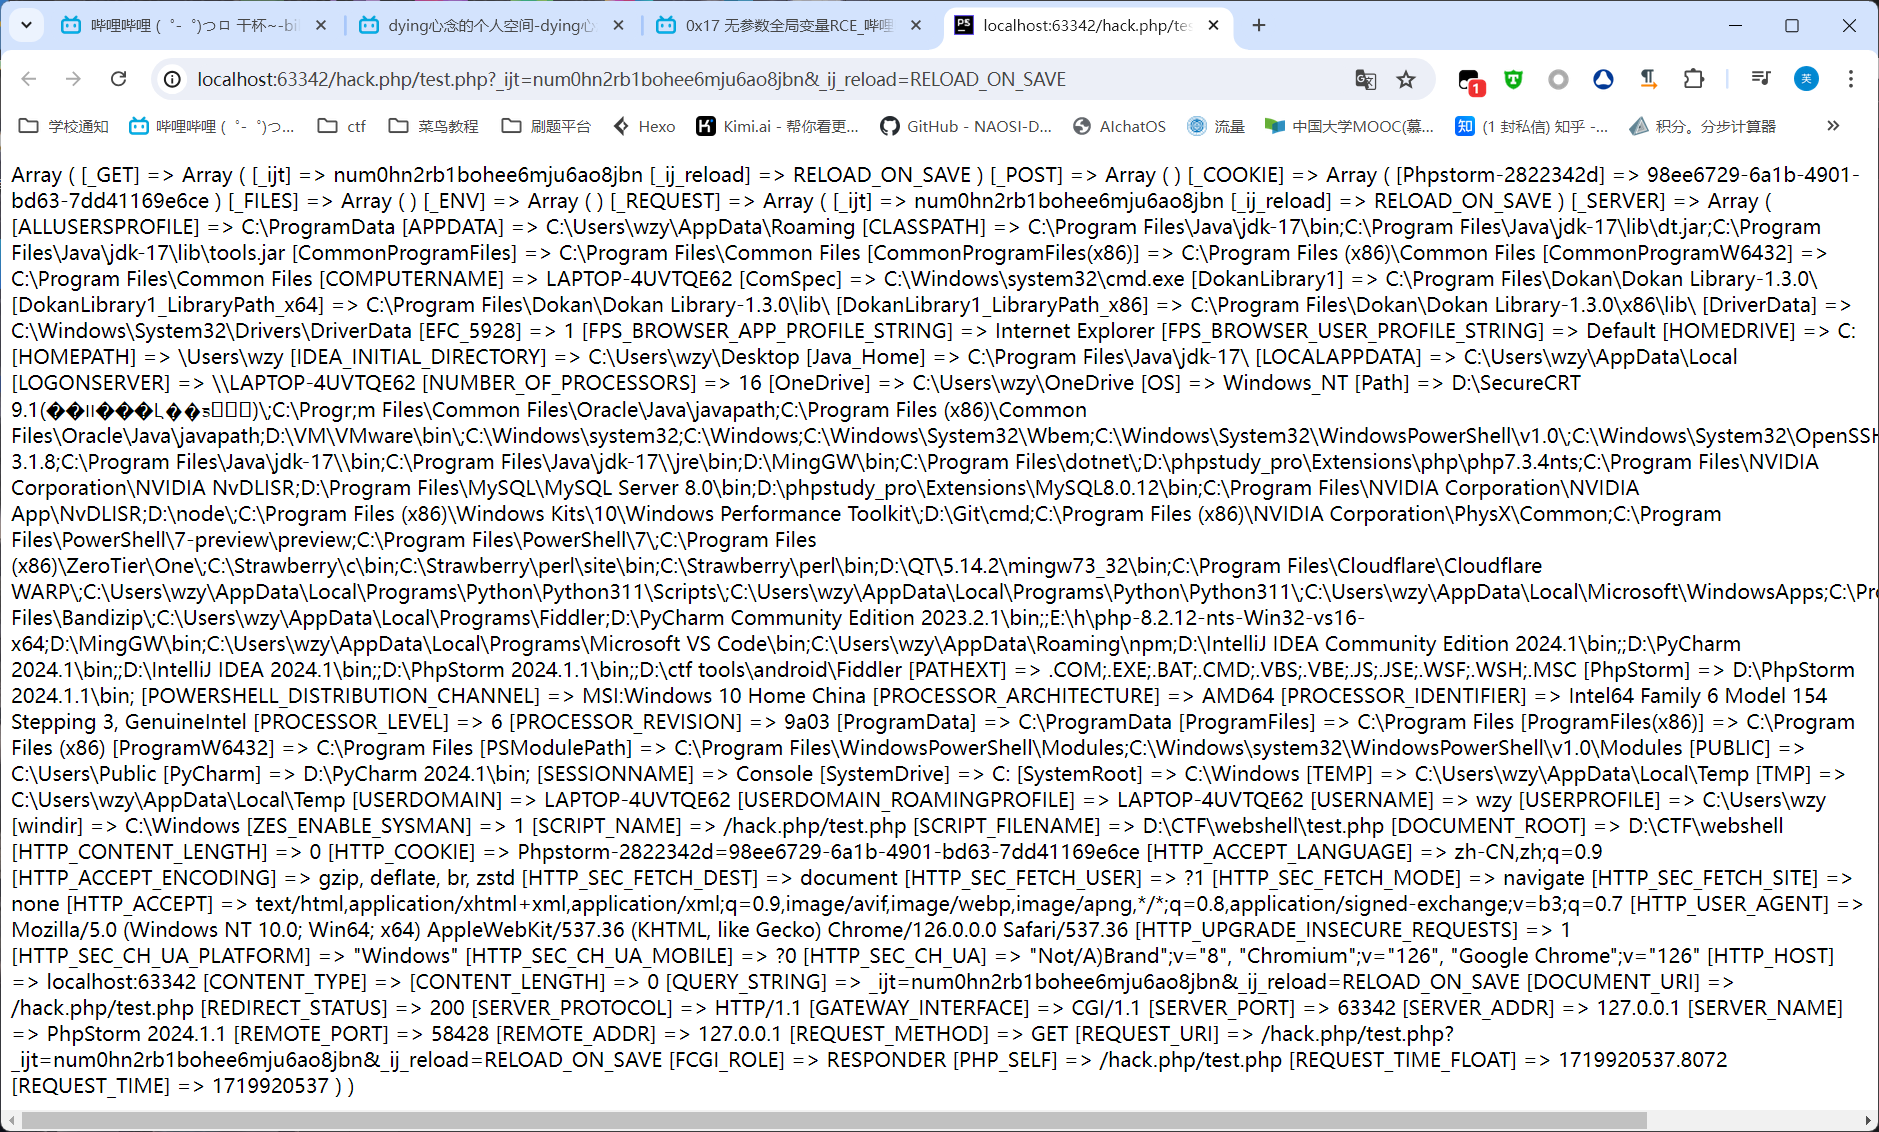 哔哩哔哩 (゜-゜)つロ 干杯~-bi
dying心念的个人空间-dying心
0x17 无参数全局变量RCE_哔哩
localhost:63342/hack.php/tes
localhost:63342/hack.php/test.php?_ijt=num0hn2rb1bohee6mju6ao8jbn&_ij_reload=RELOAD_ON_SAVE
1
芙
学校通知
哔哩哔哩 (゜-゜)つ...
ctf
菜鸟教程
刷题平台
Hexo
Kimi.ai - 帮你看更...
GitHub - NAOSI-D...
AIchatOS
流量
中国大学MOOC(慕...
(1 封私信) 知乎 -...
积分。分步计算器
Array ( [_GET] => Array ( [_ijt] => num0hn2rb1bohee6mju6ao8jbn [_ij_reload] => RELOAD_ON_SAVE ) [_POST] => Array ( ) [_COOKIE] => Array ( [Phpstorm-2822342d] => 98ee6729-6a1b-4901-
bd63-7dd41169e6ce ) [_FILES] => Array ( ) [_ENV] => Array ( ) [_REQUEST] => Array ( [_ijt] => num0hn2rb1bohee6mju6ao8jbn [_ij_reload] => RELOAD_ON_SAVE ) [_SERVER] => Array (
[ALLUSERSPROFILE] => C:\ProgramData [APPDATA] => C:\Users\wzy\AppData\Roaming [CLASSPATH] => C:\Program Files\Java\jdk-17\bin;C:\Program Files\Java\jdk-17\lib\dt.jar;C:\Program
Files\Java\jdk-17\lib\tools.jar [CommonProgramFiles] => C:\Program Files\Common Files [CommonProgramFiles(x86)] => C:\Program Files (x86)\Common Files [CommonProgramW6432] =>
C:\Program Files\Common Files [COMPUTERNAME] => LAPTOP-4UVTQE62 [ComSpec] => C:\Windows\system32\cmd.exe [DokanLibrary1] => C:\Program Files\Dokan\Dokan Library-1.3.0\
[DokanLibrary1_LibraryPath_x64] => C:\Program Files\Dokan\Dokan Library-1.3.0\lib\ [DokanLibrary1_LibraryPath_x86] => C:\Program Files\Dokan\Dokan Library-1.3.0\x86\lib\ [DriverData] =>
C:\Windows\System32\Drivers\DriverData [EFC_5928] => 1 [FPS_BROWSER_APP_PROFILE_STRING] => Internet Explorer [FPS_BROWSER_USER_PROFILE_STRING] => Default [HOMEDRIVE] => C:
[HOMEPATH] => \Users\wzy [IDEA_INITIAL_DIRECTORY] => C:\Users\wzy\Desktop [Java_Home] => C:\Program Files\Java\jdk-17\ [LOCALAPPDATA] => C:\Users\wzy\AppData\Local
[LOGONSERVER] => \\LAPTOP-4UVTQE62 [NUMBER_OF_PROCESSORS] => 16 [OneDrive] => C:\Users\wzy\OneDrive [OS] => Windows_NT [Path] => D:\SecureCRT
9.1()\;C:\Progr;m Files\Common Files\Oracle\Java\javapath;C:\Program Files (x86)\Common
Files\Oracle\Java\javapath;D:\VM\VMware\bin\;C:\Windows\system32;C:\Windows;C:\Windows\System32\Wbem;C:\Windows\System32\WindowsPowerShell\v1.0\;C:\Windows\System32\OpenSSH
3.1.8;C:\Program Files\Java\jdk-17\\bin;C:\Program Files\Java\jdk-17\\jre\bin;D:\MingGW\bin;C:\Program Files\dotnet\;D:\phpstudy_pro\Extensions\php\php7.3.4nts;C:\Program Files\NVIDIA
Corporation\NVIDIA NvDLISR;D:\Program Files\MySQL\MySQL Server 8.0\bin;D:\phpstudy_pro\Extensions\MySQL8.0.12\bin;C:\Program Files\NVIDIA Corporation\NVIDIA
App\NvDLISR;D:\node\;C:\Program Files (x86)\Windows Kits\10\Windows Performance Toolkit\;D:\Git\cmd;C:\Program Files (x86)\NVIDIA Corporation\PhysX\Common;C:\Program
Files\PowerShell\7-preview\preview;C:\Program Files\PowerShell\7\;C:\Program Files
(x86)\ZeroTier\One\;C:\Strawberry\c\bin;C:\Strawberry\perl\site\bin;C:\Strawberry\perl\bin;D:\QT\5.14.2\mingw73_32\bin;C:\Program Files\Cloudflare\Cloudflare
WARP\;C:\Users\wzy\AppData\Local\Programs\Python\Python311\Scripts\;C:\Users\wzy\AppData\Local\Programs\Python\Python311\;C:\Users\wzy\AppData\Local\Microsoft\WindowsApps;C:\Pro
Files\Bandizip\;C:\Users\wzy\AppData\Local\Programs\Fiddler;D:\PyCharm Community Edition 2023.2.1\bin;;E:\h\php-8.2.12-nts-Win32-vs16-
x64;D:\MingGW\bin;C:\Users\wzy\AppData\Local\Programs\Microsoft VS Code\bin;C:\Users\wzy\AppData\Roaming\npm;D:\IntelliJ IDEA Community Edition 2024.1\bin;;D:\PyCharm
2024.1\bin;;D:\IntelliJ IDEA 2024.1\bin;;D:\PhpStorm 2024.1.1\bin;;D:\ctf tools\android\Fiddler [PATHEXT] => .COM;.EXE;.BAT;.CMD;.VBS;.VBE;.JS;.JSE;.WSF;.WSH;.MSC [PhpStorm] => D:\PhpStorm
2024.1.1\bin; [POWERSHELL_DISTRIBUTION_CHANNEL] => MSI:Windows 10 Home China [PROCESSOR_ARCHITECTURE] => AMD64 [PROCESSOR_IDENTIFIER] => Intel64 Family 6 Model 154
Stepping 3, GenuineIntel [PROCESSOR_LEVEL] => 6 [PROCESSOR_REVISION] => 9a03 [ProgramData] => C:\ProgramData [ProgramFiles] => C:\Program Files [ProgramFiles(x86)] => C:\Program
Files (x86) [ProgramW6432] => C:\Program Files [PSModulePath] => C:\Program Files\WindowsPowerShell\Modules;C:\Windows\system32\WindowsPowerShell\v1.0\Modules [PUBLIC] =>
C:\Users\Public [PyCharm] => D:\PyCharm 2024.1\bin; [SESSIONNAME] => Console [SystemDrive] => C: [SystemRoot] => C:\Windows [TEMP] => C:\Users\wzy\AppData\Local\Temp [TMP] =>
C:\Users\wzy\AppData\Local\Temp [USERDOMAIN] => LAPTOP-4UVTQE62 [USERDOMAIN_ROAMINGPROFILE] => LAPTOP-4UVTQE62 [USERNAME] => wzy [USERPROFILE] => C:\Users\wzy
[windir] => C:\Windows [ZES_ENABLE_SYSMAN] => 1 [SCRIPT_NAME] => /hack.php/test.php [SCRIPT_FILENAME] => D:\CTF\webshell\test.php [DOCUMENT_ROOT] => D:\CTF\webshell
[HTTP_CONTENT_LENGTH] => 0 [HTTP_COOKIE] => Phpstorm-2822342d=98ee6729-6a1b-4901-bd63-7dd41169e6ce [HTTP_ACCEPT_LANGUAGE] => zh-CN,zh;q=0.9
[HTTP_ACCEPT_ENCODING] => gzip, deflate, br, zstd [HTTP_SEC_FETCH_DEST] => document [HTTP_SEC_FETCH_USER] => ?1 [HTTP_SEC_FETCH_MODE] => navigate [HTTP_SEC_FETCH_SITE] =>
none [HTTP_ACCEPT] => text/html,application/xhtml+xml,application/xml;q=0.9,image/avif,image/webp,image/apng,*/*;q=0.8,application/signed-exchange;v=b3;q=0.7 [HTTP_USER_AGENT] =>
Mozilla/5.0 (Windows NT 10.0; Win64; x64) AppleWebKit/537.36 (KHTML, like Gecko) Chrome/126.0.0.0 Safari/537.36 [HTTP_UPGRADE_INSECURE_REQUESTS] => 1
[HTTP_SEC_CH_UA_PLATFORM] => "Windows" [HTTP_SEC_CH_UA_MOBILE] => ?0 [HTTP_SEC_CH_UA] => "Not/A)Brand";v="8", "Chromium";v="126", "Google Chrome";v="126" [HTTP_HOST]
=> localhost:63342 [CONTENT_TYPE] => [CONTENT_LENGTH] => 0 [QUERY_STRING] => _ijt=num0hn2rb1bohee6mju6ao8jbn&_ij_reload=RELOAD_ON_SAVE [DOCUMENT_URI] =>
/hack.php/test.php [REDIRECT_STATUS] => 200 [SERVER_PROTOCOL] => HTTP/1.1 [GATEWAY_INTERFACE] => CGI/1.1 [SERVER_PORT] => 63342 [SERVER_ADDR] => 127.0.0.1 [SERVER_NAME]
=> PhpStorm 2024.1.1 [REMOTE_PORT] => 58428 [REMOTE_ADDR] => 127.0.0.1 [REQUEST_METHOD] => GET [REQUEST_URI] => /hack.php/test.php?
_ijt=num0hn2rb1bohee6mju6ao8jbn&_ij_reload=RELOAD_ON_SAVE [FCGI_ROLE] => RESPONDER [PHP_SELF] => /hack.php/test.php [REQUEST_TIME_FLOAT] => 1719920537.8072
[REQUEST_TIME] => 1719920537 ) )